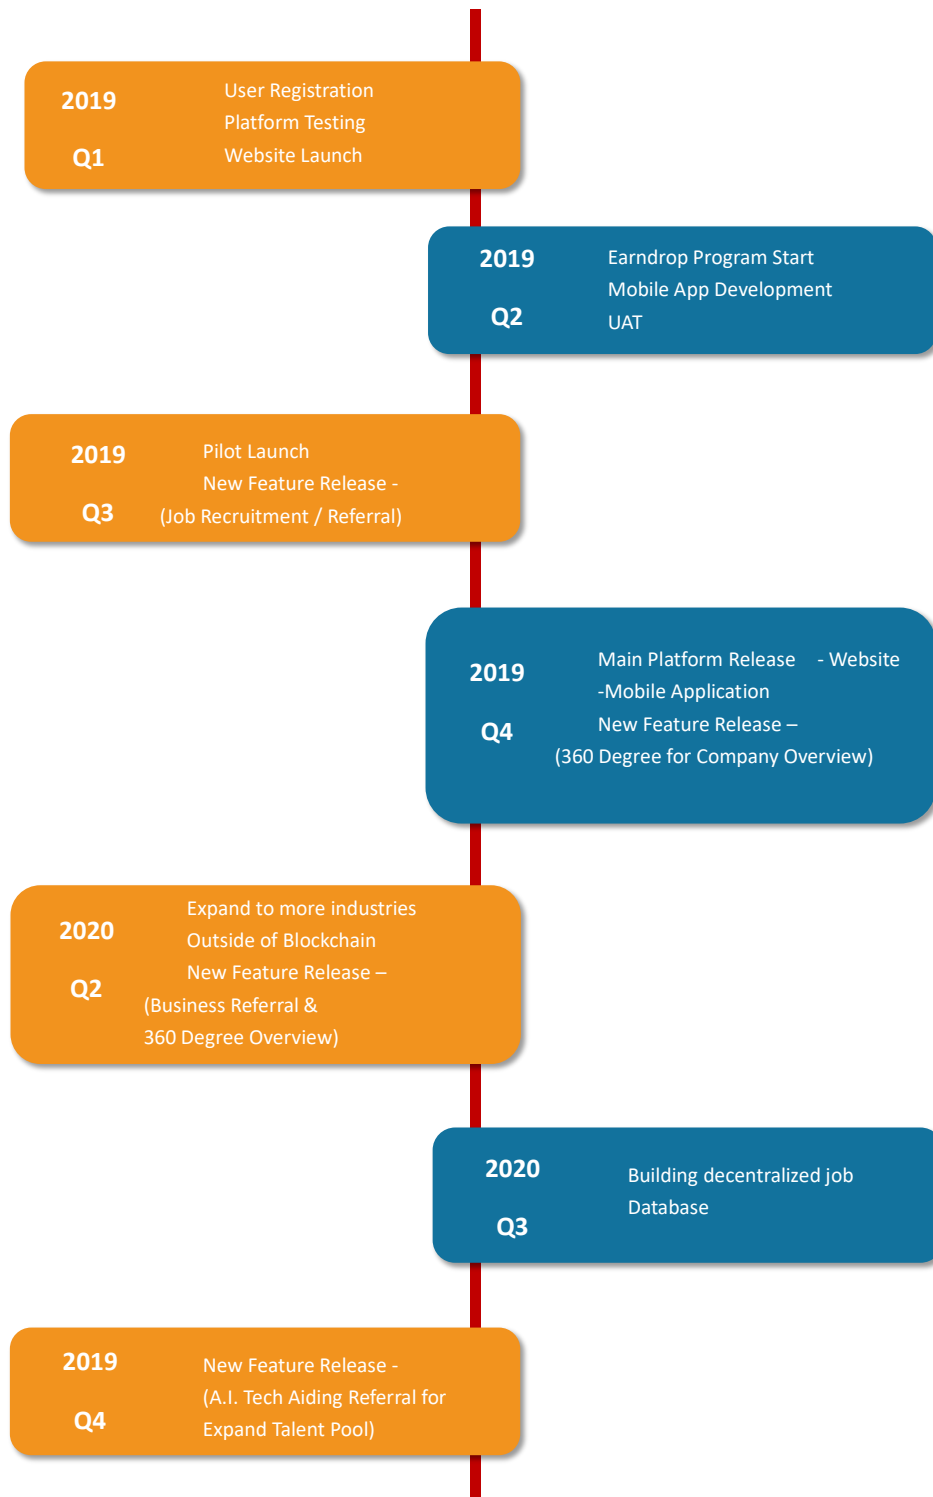 2019
Q1
User Registration
Platform Testing
Website Launch
2019
Q2
Earndrop Program Start
Mobile App Development
UAT
2019
Q3
Pilot Launch
New Feature Release -
(Job Recruitment / Referral)
2019
Q4
Main Platform Release - Website
-Mobile Application
New Feature Release –
(360 Degree for Company Overview)
2020
Q2
Expand to more industries
Outside of Blockchain
New Feature Release –
(Business Referral &
360 Degree Overview)
2020
Q3
Building decentralized job
Database
2019
Q4
New Feature Release -
(A.I. Tech Aiding Referral for
Expand Talent Pool)